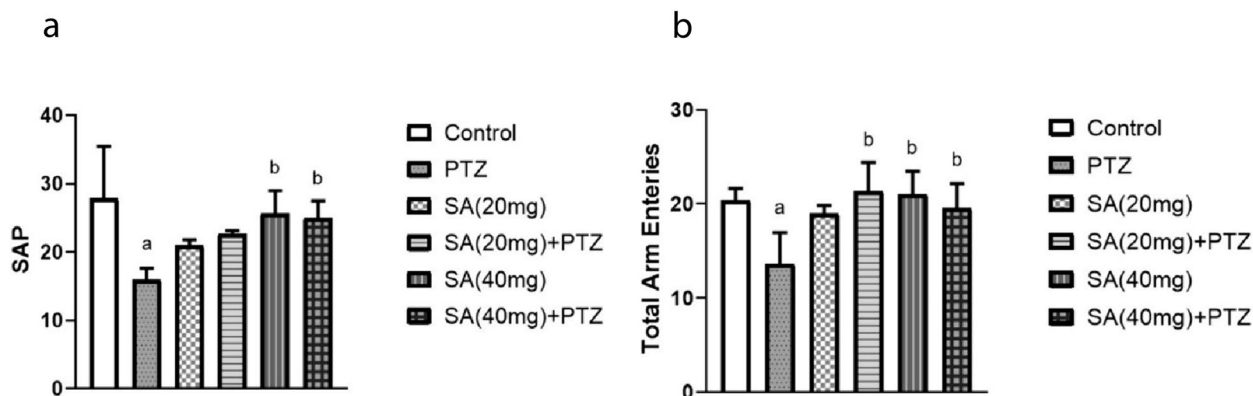 a
40
30
20
10
0
SAP
a
b
b
Control
PTZ
SA(20mg)
SA(20mg)+PTZ
SA(40mg)
SA(40mg)+PTZ
b
30
20
10
0
Total Arm Enteries
a
b
b
b
Control
PTZ
SA(20mg)
SA(20mg)+PTZ
SA(40mg)
SA(40mg)+PTZ